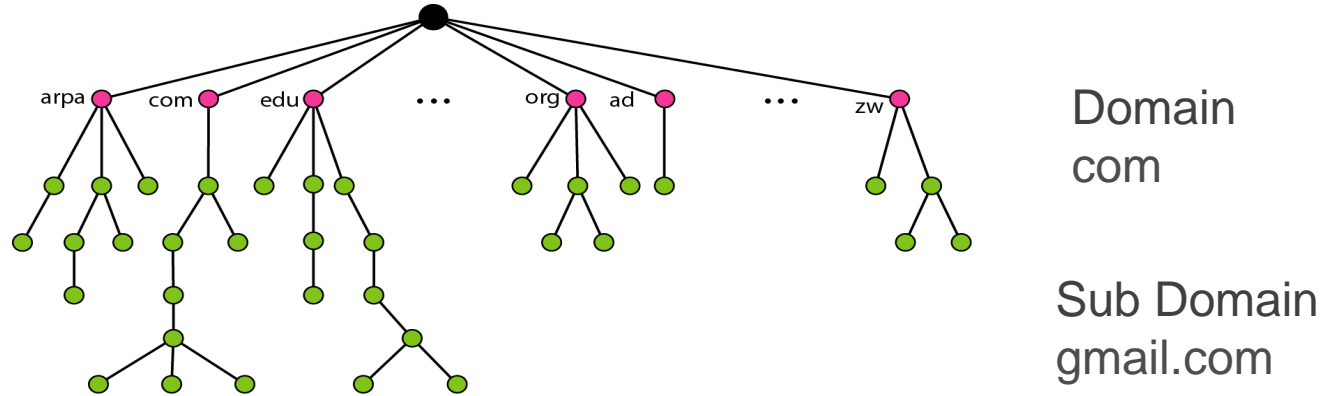 arpa com edu ... org ad ... zw
Domain
com
Sub Domain
gmail.com